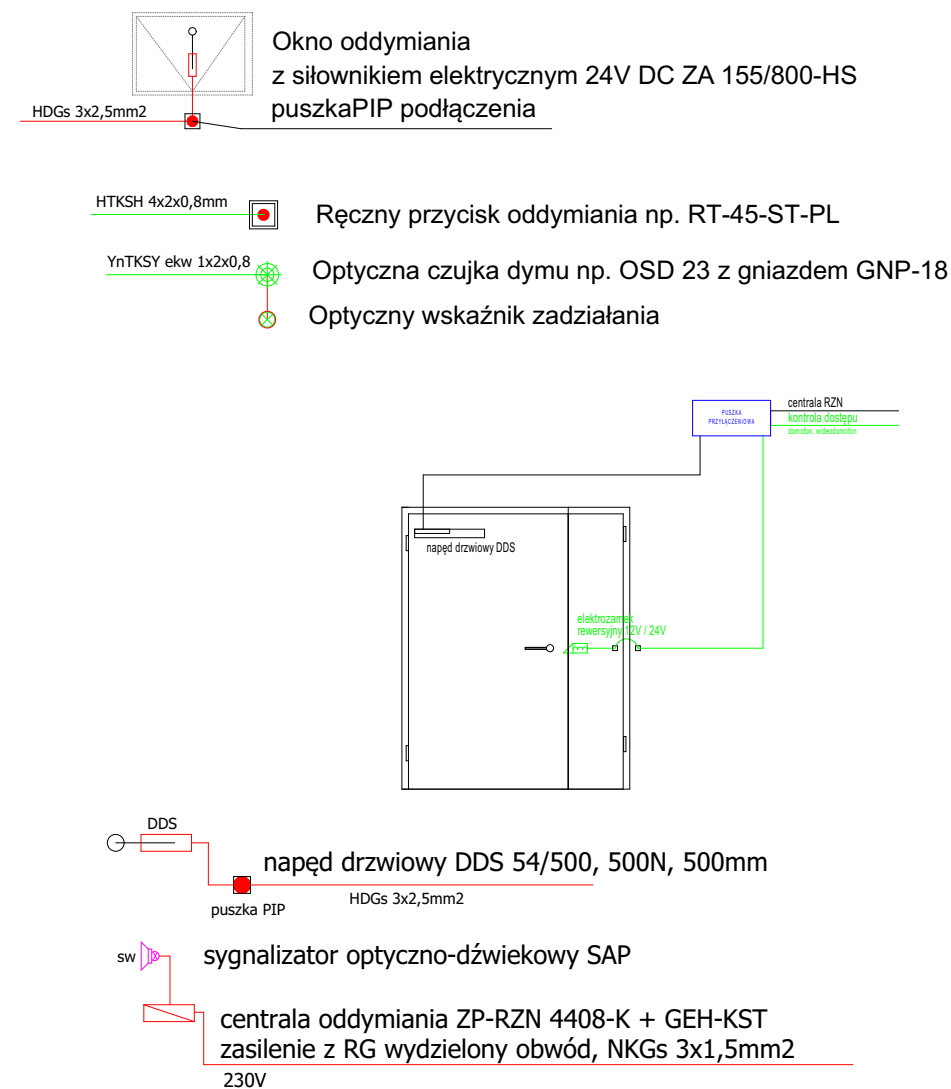 Okno oddymiania
z siłownikiem elektrycznym 24V DC ZA 155/800-HS
HDGs 3x2,5mm2
puszkaPIP podłączenia
HTKSH 4x2x0,8mm
Ręczny przycisk oddymiania np. RT-45-ST-PL
YnTKSY ekw 1x2x0,8
Optyczna czujka dymu np. OSD 23 z gniazdem GNP-18
Optyczny wskaźnik zadziałania
centrala RZN
PUSZKA
PRZYŁĄCZENIOWA
kontrola dostępu
domofon, wideodomofon
napęd drzwiowy DDS
elektrozamek
rewersyjny 12V / 24V
DDS
napęd drzwiowy DDS 54/500, 500N, 500mm
HDGs 3x2,5mm2
puszka PIP
sw
sygnalizator optyczno-dźwiekowy SAP
centrala oddymiania ZP-RZN 4408-K + GEH-KST
zasilenie z RG wydzielony obwód, NKGs 3x1,5mm2
230V